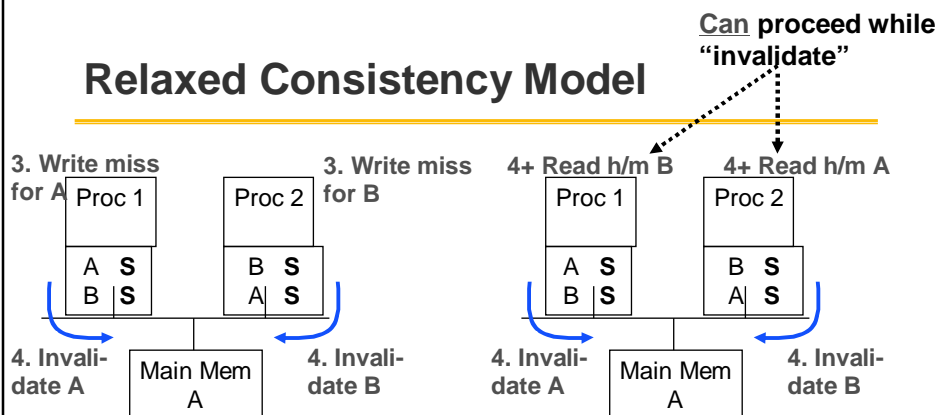 Can proceed while
“invalidate”
Relaxed Consistency Model
3. Write miss
for A
Proc 1
A S
B S
4. Invali-
date A
3. Write miss
for B
Proc 2
B S
A S
4. Invali-
date B
Main Mem
A
4+ Read h/m B
Proc 1
A S
B S
4. Invali-
date A
4+ Read h/m A
Proc 2
B S
A S
4. Invali-
date B
Main Mem
A